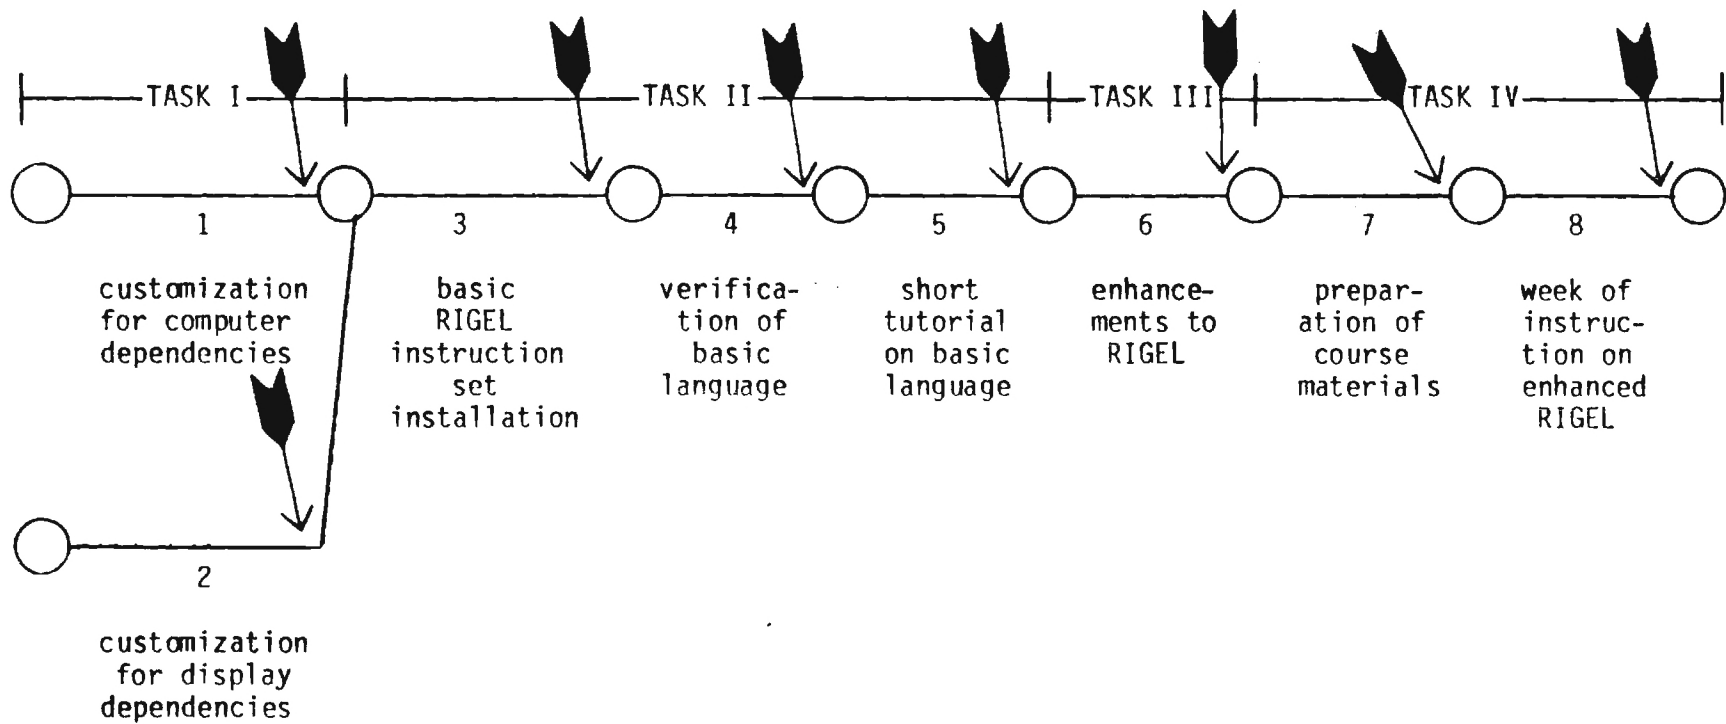 TASK I
TASK II
TASK III
TASK IV
1
3
4
5
6
7
8
customization
for computer
dependencies
basic
RIGEL
instruction
set
installation
verifica-
tion of
basic
language
short
tutorial
on basic
language
enhance-
ments to
RIGEL
prepar-
ation of
course
materials
week of
instruc-
tion on
enhanced
RIGEL
2
customization
for display
dependencies